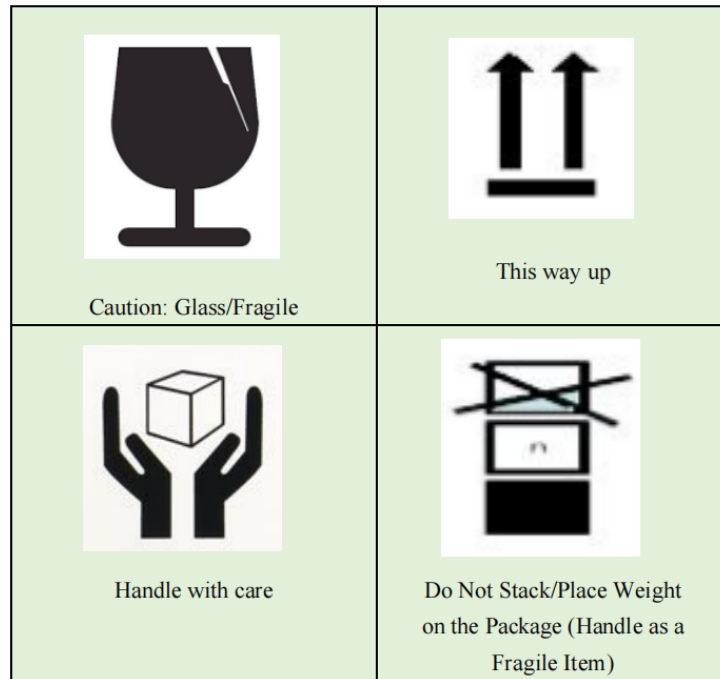 Caution: Glass/Fragile
This way up
Handle with care
n
Do Not Stack/Place Weight
on the Package (Handle as a
Fragile Item)